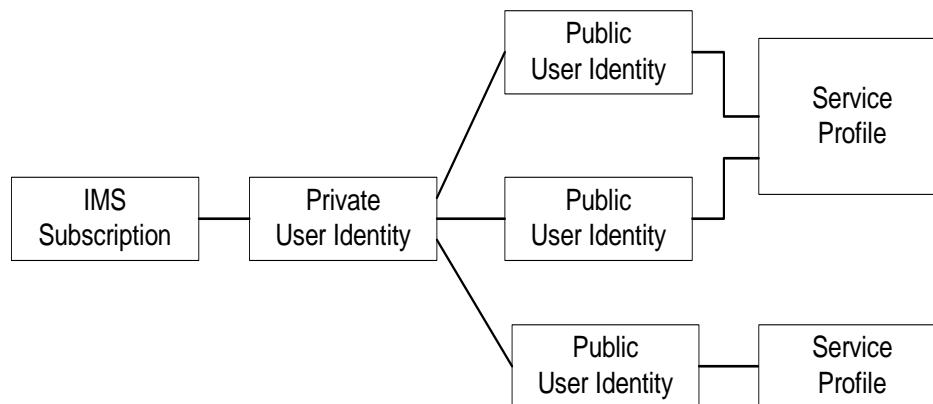 Public
User Identity
Service
Profile
IMS
Subscription
Private
User Identity
Public
User Identity
Public
User Identity
Service
Profile